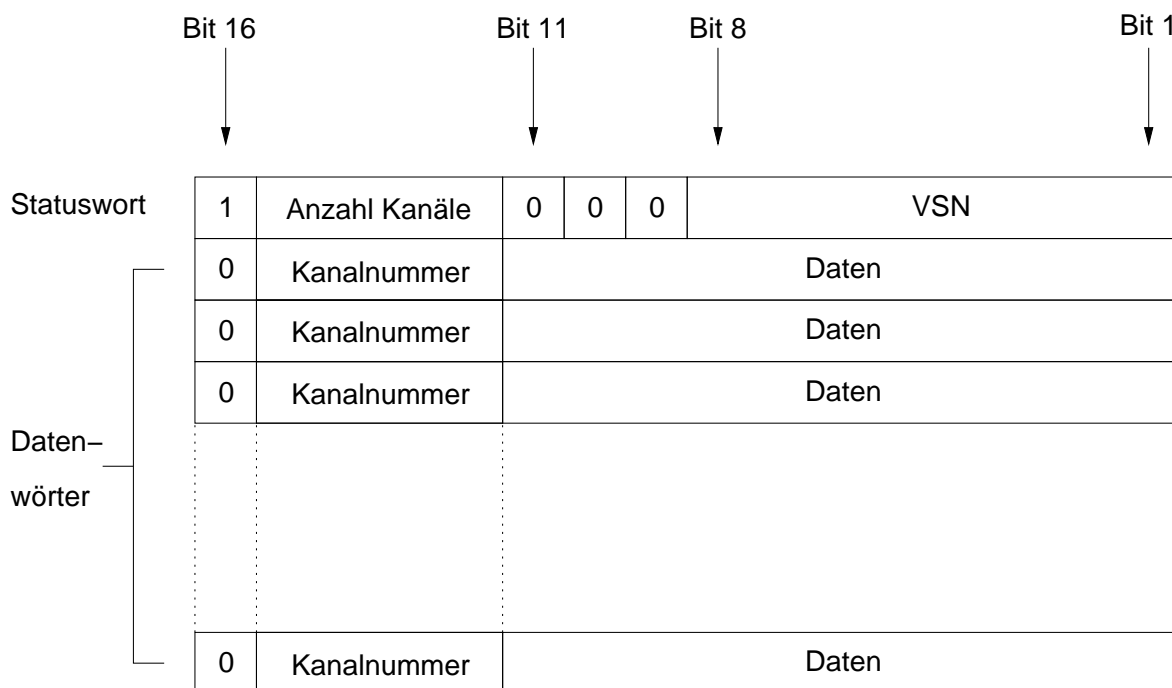 Bit 16 Bit 11 Bit 8 Bit 1
Statuswort 1 Anzahl Kanäle 0 0 0 VSN
0 Kanalnummer Daten
0 Kanalnummer Daten
0 Kanalnummer Daten
Daten−
wörter
0 Kanalnummer Daten